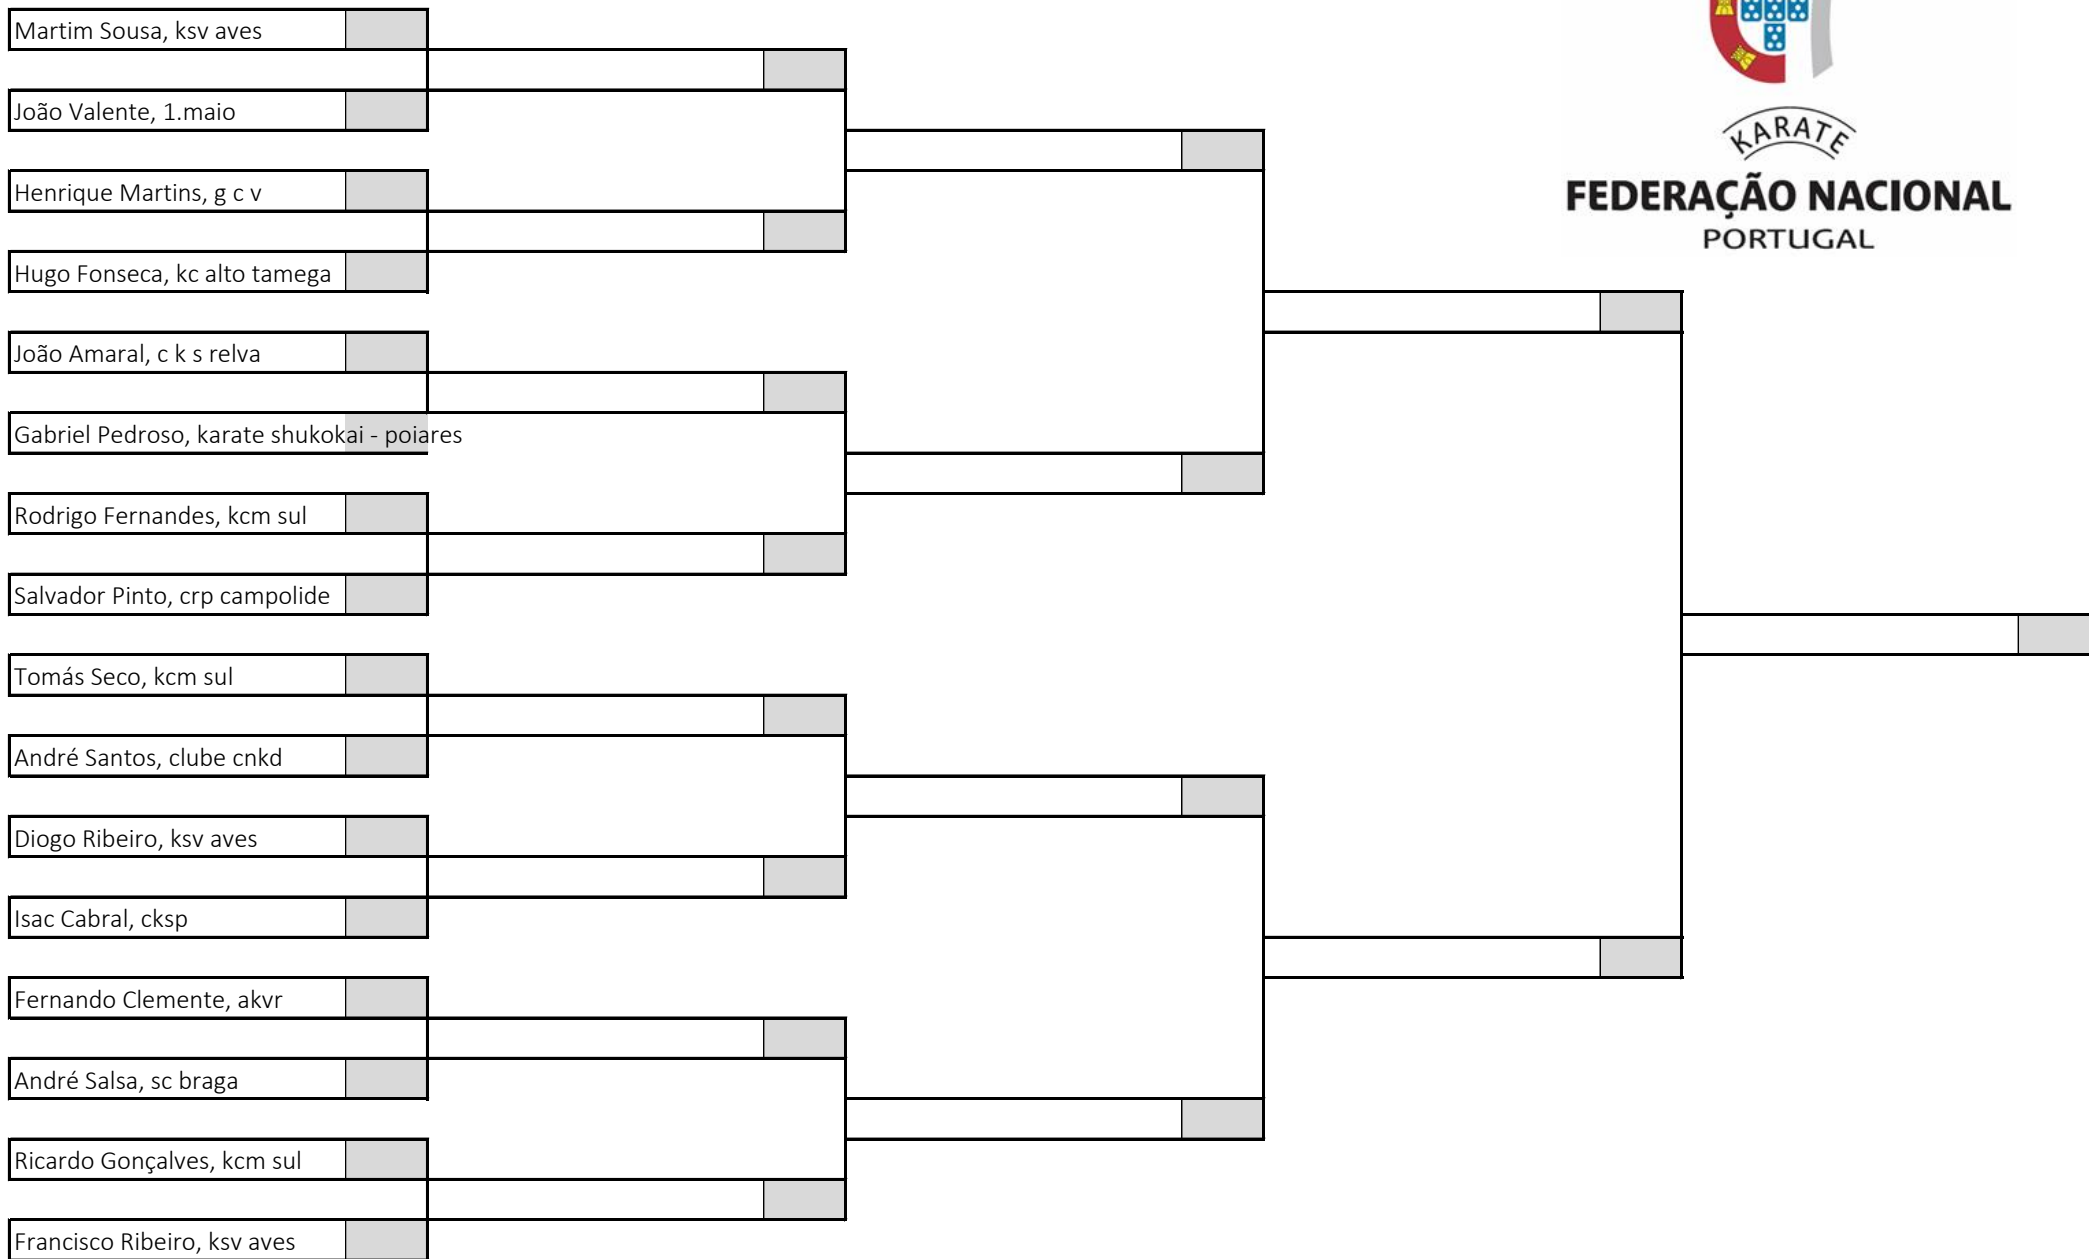 Martim Sousa, ksv aves
João Valente, 1.maio
Henrique Martins, g c v
Hugo Fonseca, kc alto tamega
João Amaral, c k s relva
Gabriel Pedroso, karate shukokai - poiares
Rodrigo Fernandes, kcm sul
Salvador Pinto, crp campolide
Tomás Seco, kcm sul
André Santos, clube cnkd
Diogo Ribeiro, ksv aves
Isac Cabral, cksp
Fernando Clemente, akvr
André Salsa, sc braga
Ricardo Gonçalves, kcm sul
Francisco Ribeiro, ksv aves
KARATE
FEDERAÇÃO NACIONAL
PORTUGAL